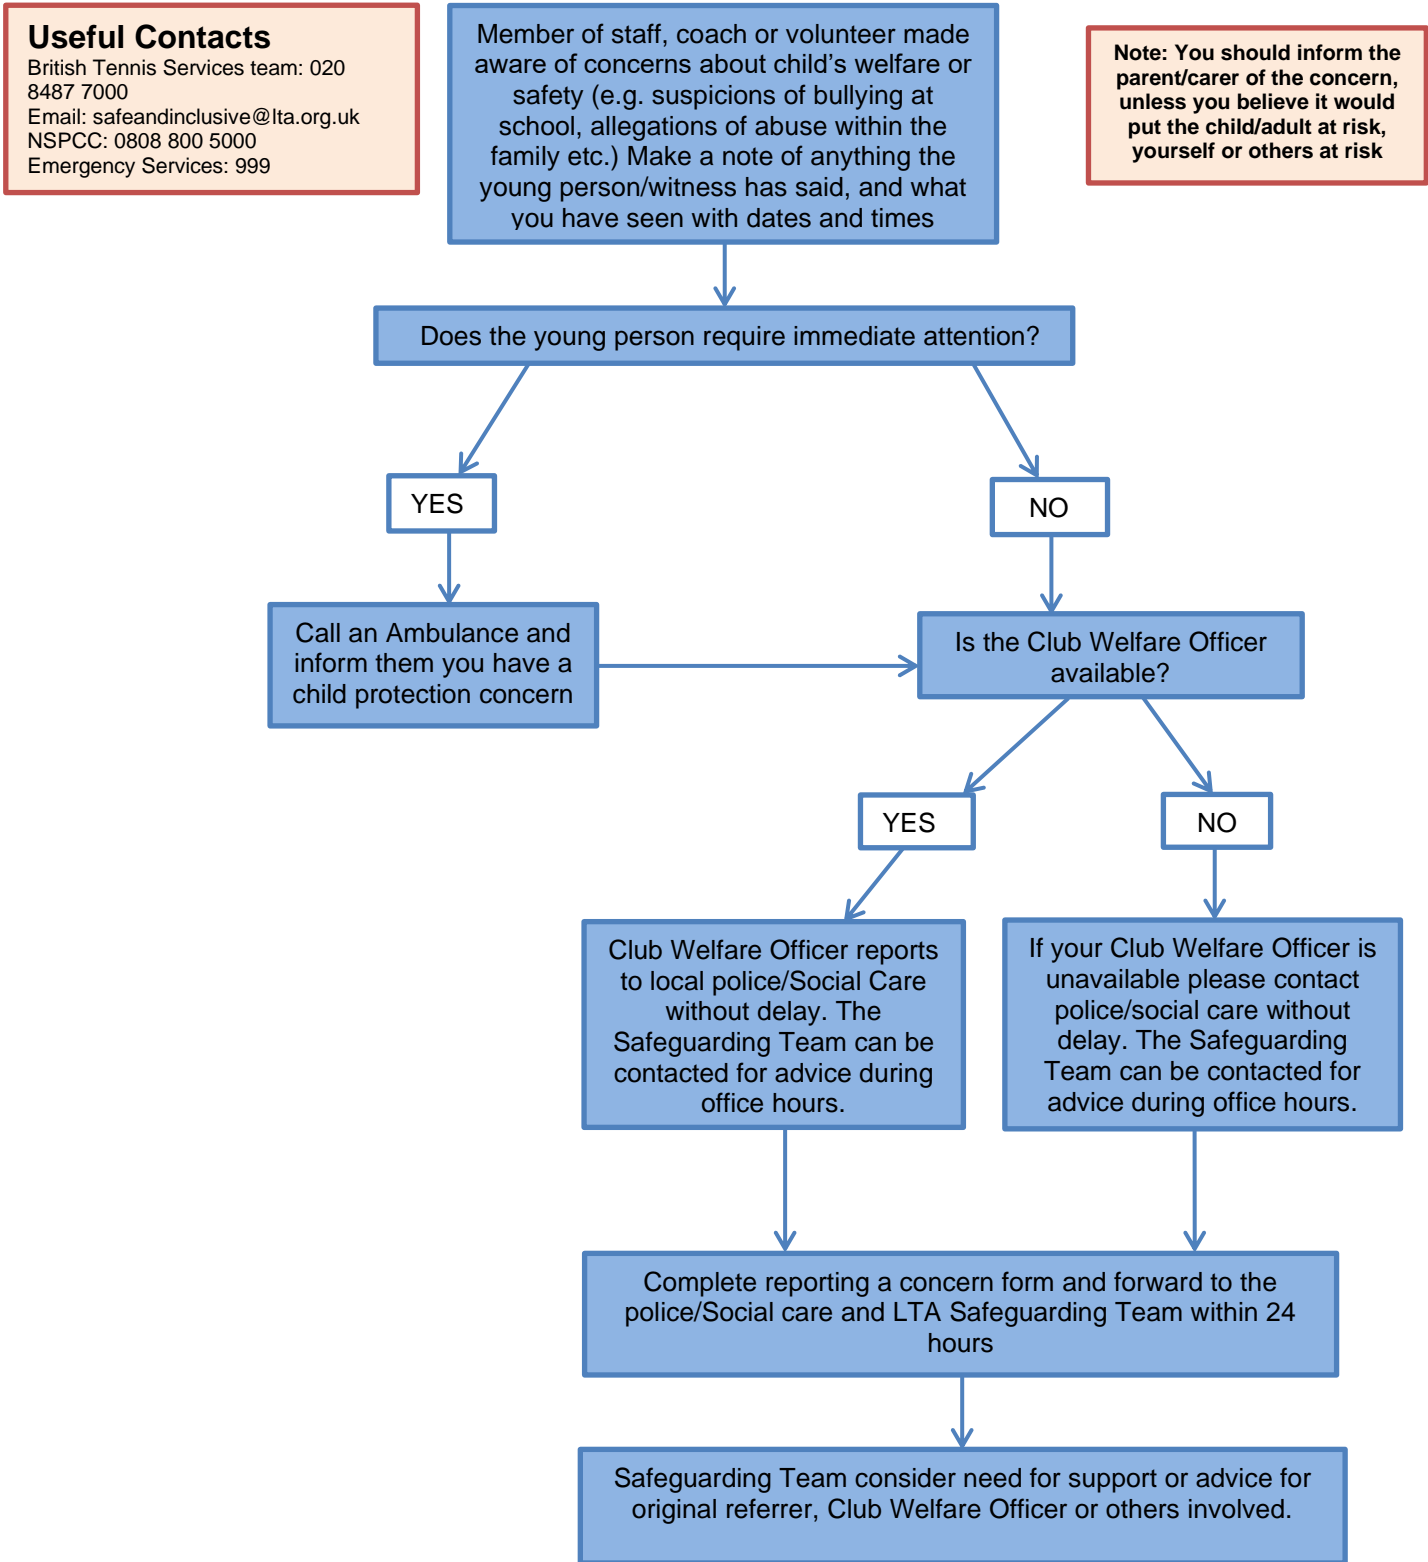 Useful Contacts
British Tennis Services team: 020
8487 7000
Email: safeandinclusive@lta.org.uk
NSPCC: 0808 800 5000
Emergency Services: 999
Member of staff, coach or volunteer made
aware of concerns about child’s welfare or
safety (e.g. suspicions of bullying at
school, allegations of abuse within the
family etc.) Make a note of anything the
young person/witness has said, and what
you have seen with dates and times
Note: You should inform the
parent/carer of the concern,
unless you believe it would
put the child/adult at risk,
yourself or others at risk
Does the young person require immediate attention?
YES
NO
Call an Ambulance and
inform them you have a
child protection concern
Is the Club Welfare Officer
available?
YES
NO
Club Welfare Officer reports
to local police/Social Care
without delay. The
Safeguarding Team can be
contacted for advice during
office hours.
If your Club Welfare Officer is
unavailable please contact
police/social care without
delay. The Safeguarding
Team can be contacted for
advice during office hours.
Complete reporting a concern form and forward to the
police/Social care and LTA Safeguarding Team within 24
hours
Safeguarding Team consider need for support or advice for
original referrer, Club Welfare Officer or others involved.